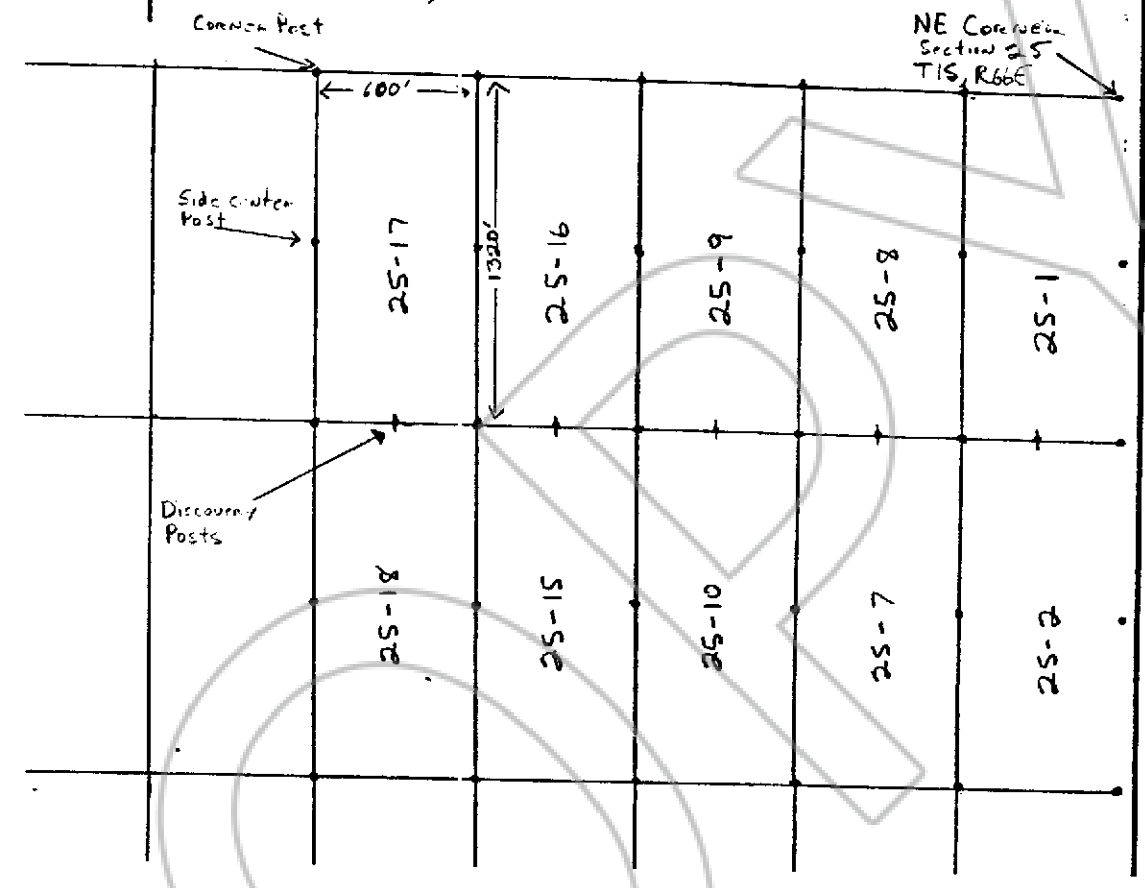 Corner Post
NE Corner
Section 25
T1S, R66E
600'
1320'
Side center
Post
25-17
25-16
25-9
25-8
25-1
Discovery
Posts
25-18
25-15
25-10
25-7
25-2